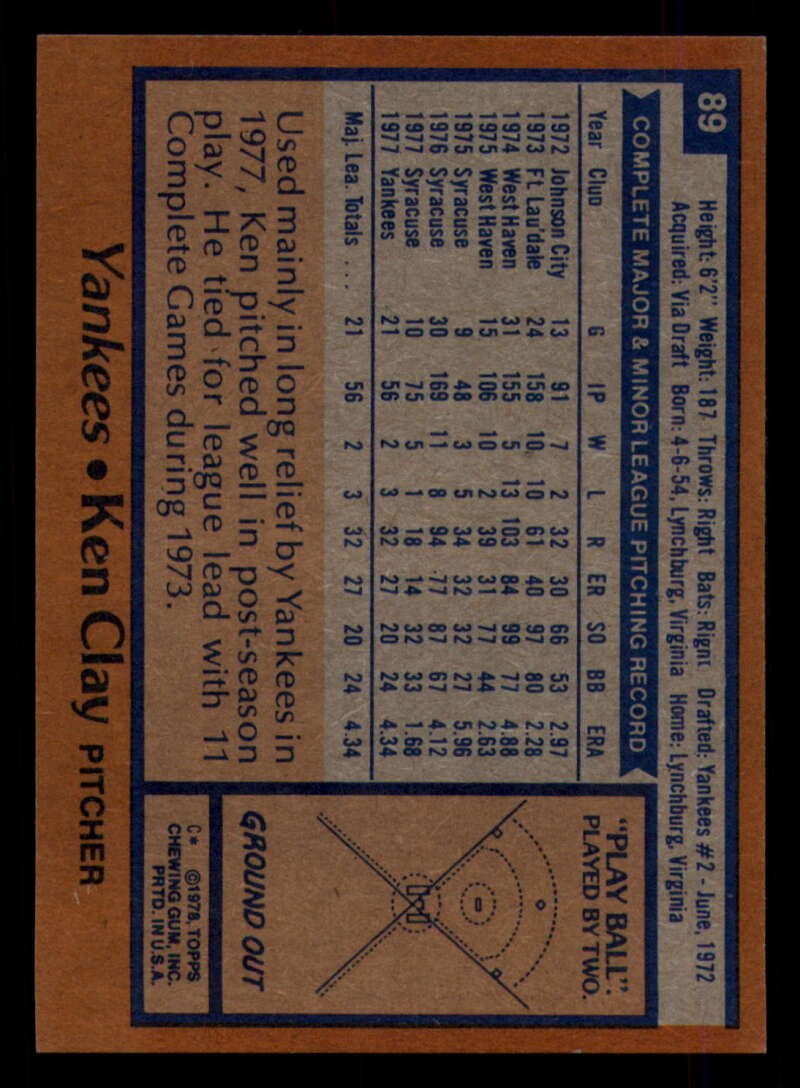 89
Height: 6'2" Weight: 187 Throws: Right Bats: Right Drafted: Yankees #2 - June, 1972
Acquired: Via Draft Born: 4-6-54, Lynchburg, Virginia Home: Lynchburg, Virginia
COMPLETE MAJOR & MINOR LEAGUE PITCHING RECORD
Year Club G IP W L R ER SO BB ERA
1972 Johnson City 13 91 7 2 32 30 66 53 2.97
1973 Ft. Lau'dale 24 158 10 10 61 40 97 80 2.28
1974 West Haven 31 155 5 13 103 84 99 77 4.88
1975 West Haven 15 106 10 2 39 31 77 44 2.63
1975 Syracuse 9 48 3 5 34 32 32 27 5.96
1976 Syracuse 30 169 11 8 94 77 87 67 4.12
1977 Syracuse 10 75 5 1 18 14 32 33 1.68
1977 Yankees 21 56 2 3 32 27 20 24 4.34
Maj. Lea. Totals ... 21 56 2 3 32 27 20 24 4.34
Used mainly in long relief by Yankees in
1977, Ken pitched well in post-season
play. He tied for league lead with 11
Complete Games during 1973.
"PLAY BALL".
PLAYED BY TWO.
GROUND OUT
C* ©1978, TOPPS
CHEWING GUM, INC.
PRTD. IN U.S.A.
Yankees • Ken Clay PITCHER